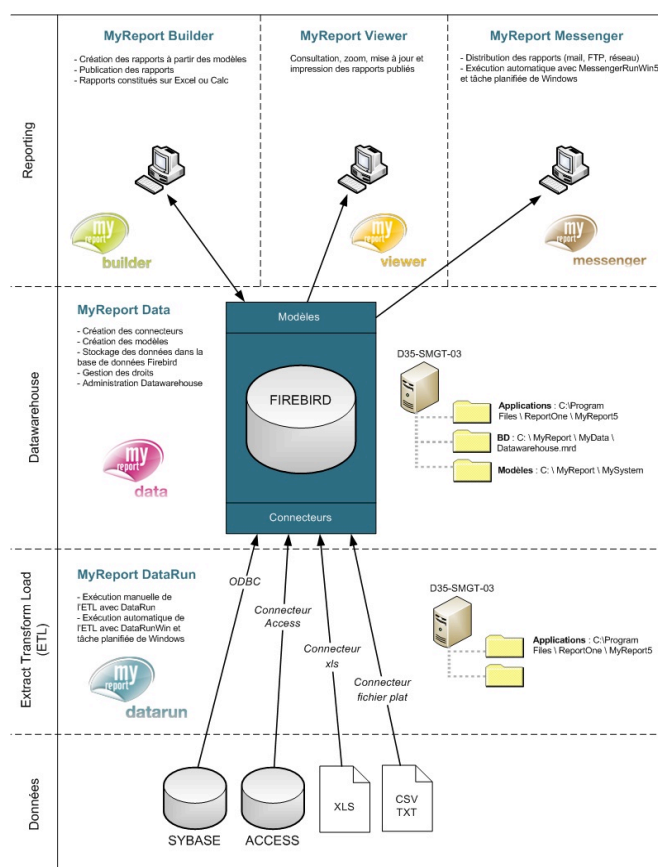 MyReport Builder
- Création des rapports à partir des modèles
- Publication des rapports
- Rapports constitués sur Excel ou Calc
MyReport Viewer
Consultation, zoom, mise à jour et
impression des rapports publiés
MyReport Messenger
- Distribution des rapports (mail, FTP, réseau)
- Exécution automatique avec MessengerRunWin5
et tâche planifiée de Windows
Reporting
my
report
builder
my
report
viewer
my
report
messenger
MyReport Data
- Création des connecteurs
- Création des modèles
- Stockage des données dans la
base de données Firebird
- Gestion des droits
- Administration Datawarehouse
Datawarehouse
my
report
data
Modèles
FIREBIRD
Connecteurs
D35-SMGT-03
Applications : C:\Program
Files \ ReportOne \ MyReport5
BD : C: \ MyReport \ MyData \
Datawarehouse.mrd
Modèles : C: \ MyReport \ MySystem
Extract Transform Load
(ETL)
MyReport DataRun
- Exécution manuelle de
l'ETL avec DataRun
- Exécution automatique de
l'ETL avec DataRunWin et
tâche planifiée de Windows
my
report
datarun
ODBC
Connecteur
Access
Connecteur
xls
Connecteur
fichier plat
D35-SMGT-03
Applications : C:\Program
Files \ ReportOne \ MyReport5
Données
SYBASE
ACCESS
XLS
CSV
TXT